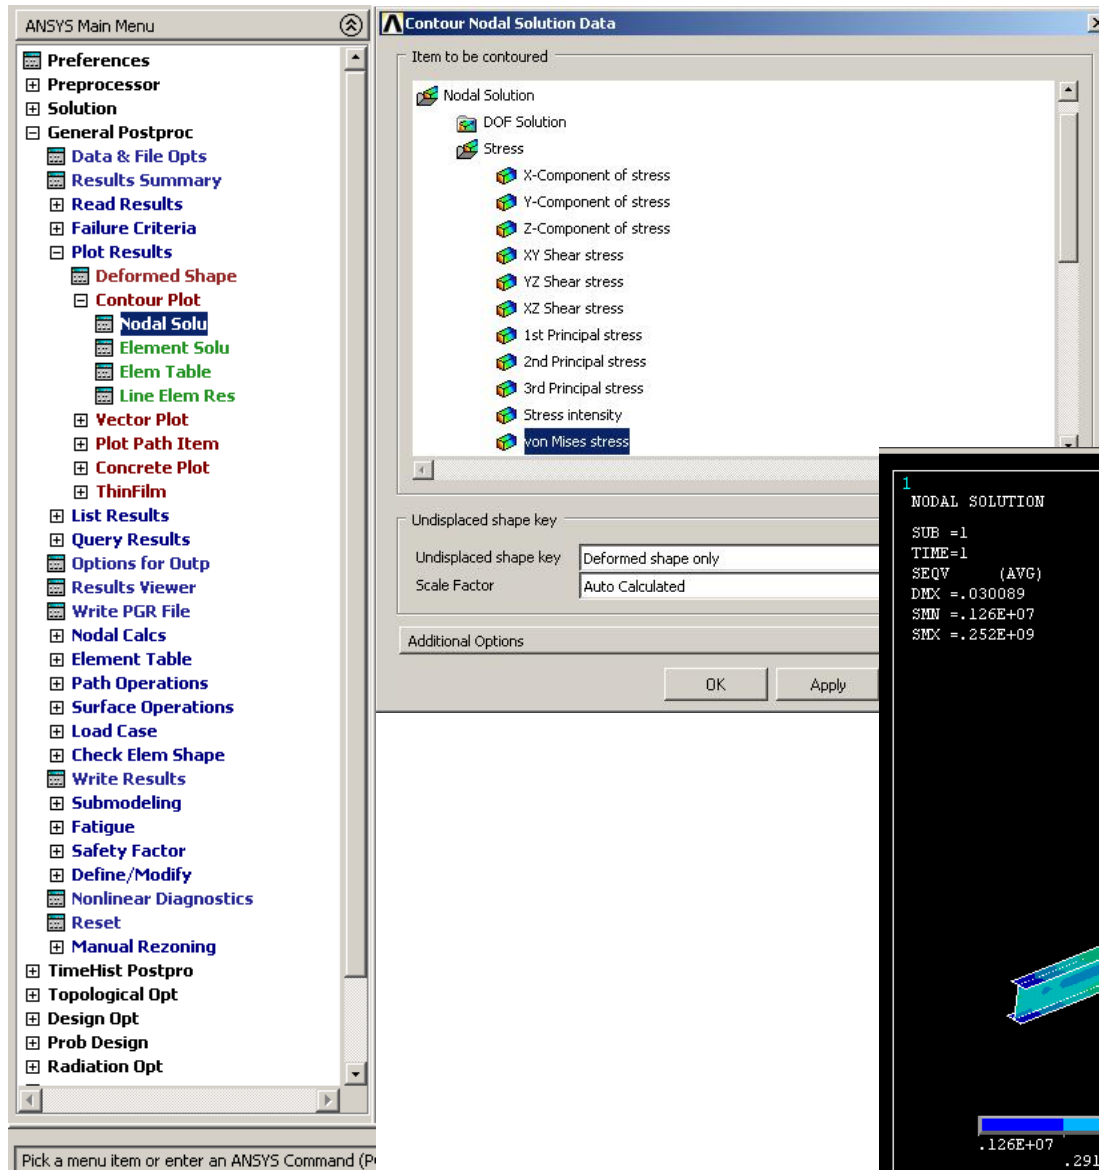 ANSYS Main Menu
Preferences
Preprocessor
Solution
General Postproc
Data & File Opts
Results Summary
Read Results
Failure Criteria
Plot Results
Deformed Shape
Contour Plot
Nodal Solu
Element Solu
Elem Table
Line Elem Res
Vector Plot
Plot Path Item
Concrete Plot
ThinFilm
List Results
Query Results
Options for Outp
Results Viewer
Write PGR File
Nodal Calcs
Element Table
Path Operations
Surface Operations
Load Case
Check Elem Shape
Write Results
Submodeling
Fatigue
Safety Factor
Define/Modify
Nonlinear Diagnostics
Reset
Manual Rezoning
TimeHist Postpro
Topological Opt
Design Opt
Prob Design
Radiation Opt
Pick a menu item or enter an ANSYS Command (P
Contour Nodal Solution Data
Item to be contoured
Nodal Solution
DOF Solution
Stress
X-Component of stress
Y-Component of stress
Z-Component of stress
XY Shear stress
YZ Shear stress
XZ Shear stress
1st Principal stress
2nd Principal stress
3rd Principal stress
Stress intensity
von Mises stress
Undisplaced shape key
Undisplaced shape key Deformed shape only
Scale Factor Auto Calculated
Additional Options
OK Apply
1
NODAL SOLUTION
SUB =1
TIME=1
SEQV (AVG)
DMX =.030089
SMN =.126E+07
SMX =.252E+09
.126E+07
.291